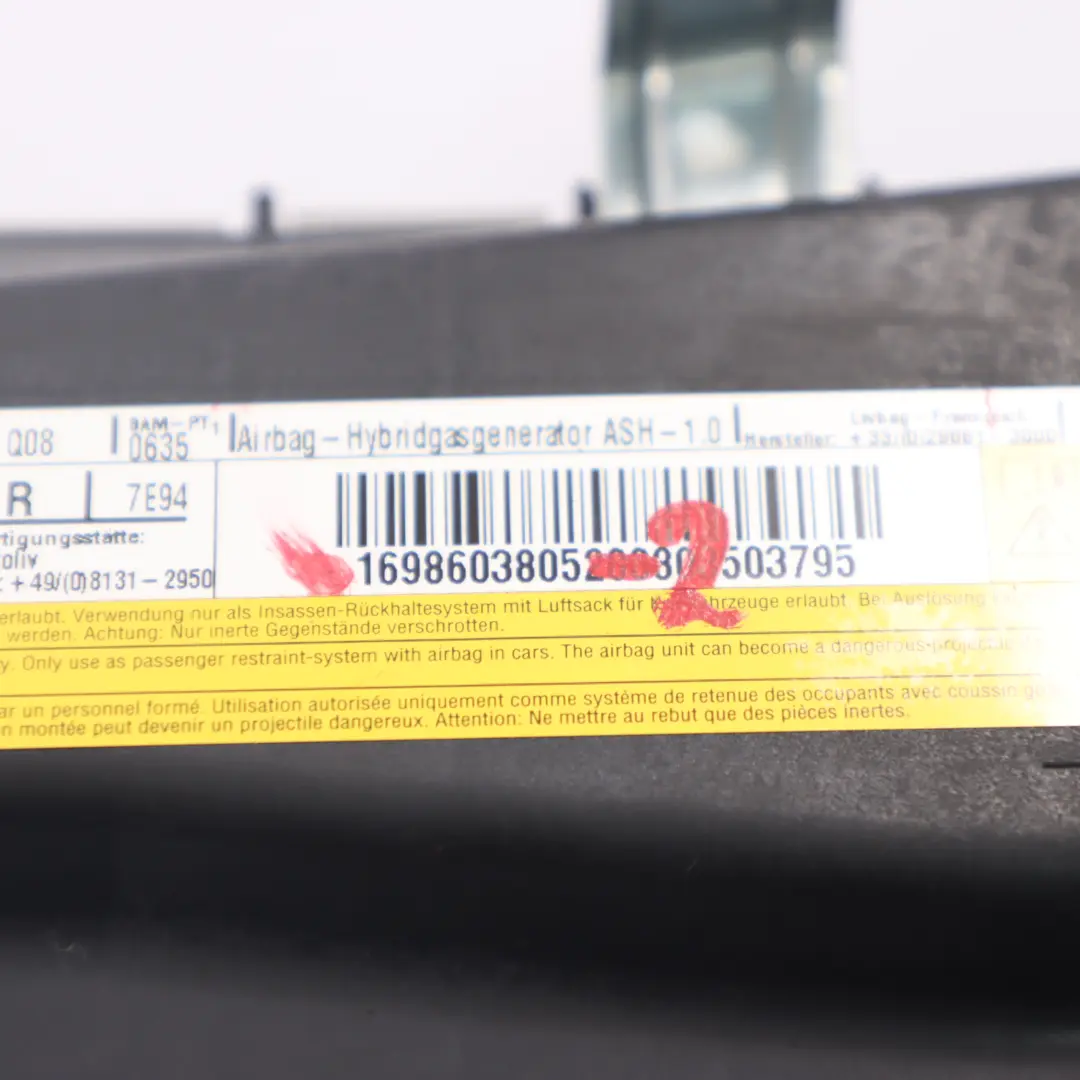 Q08 BAM-PT1 0635 Airbag-Hybridgasgenerator ASH-1.0 Hersteller:
R 7E94
tigungsstätte:
oliv
+49/(0)8131-2950
1698603805 503795
-2
erlaubt. Verwendung nur als Insassen-Rückhaltesystem mit Luftsack für erlaubt. Bei Auslösung
werden. Achtung: Nur inerte Gegenstände verschrotten.
y. Only use as passenger restraint-system with airbag in cars. The airbag unit can become a dangerous-projectile
ar un personnel formé. Utilisation autorisée uniquement comme système de retenue des occupants avec coussin
n montée peut devenir un projectile dangereux. Attention: Ne mettre au rebut que des pièces inertes.